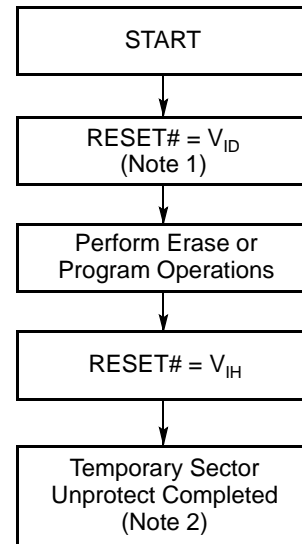 START
RESET# = V_ID
(Note 1)
Perform Erase or
Program Operations
RESET# = V_IH
Temporary Sector
Unprotect Completed
(Note 2)